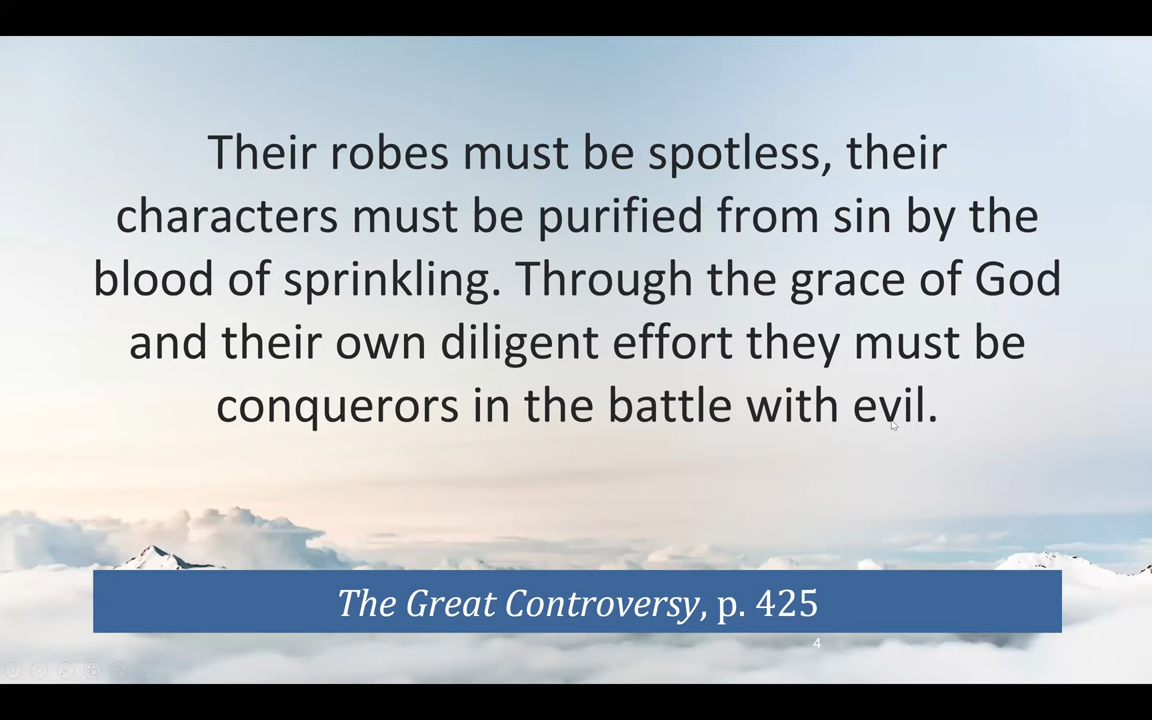 Their robes must be spotless, their
characters must be purified from sin by the
blood of sprinkling. Through the grace of God
and their own diligent effort they must be
conquerors in the battle with evil.
The Great Controversy, p. 425
4